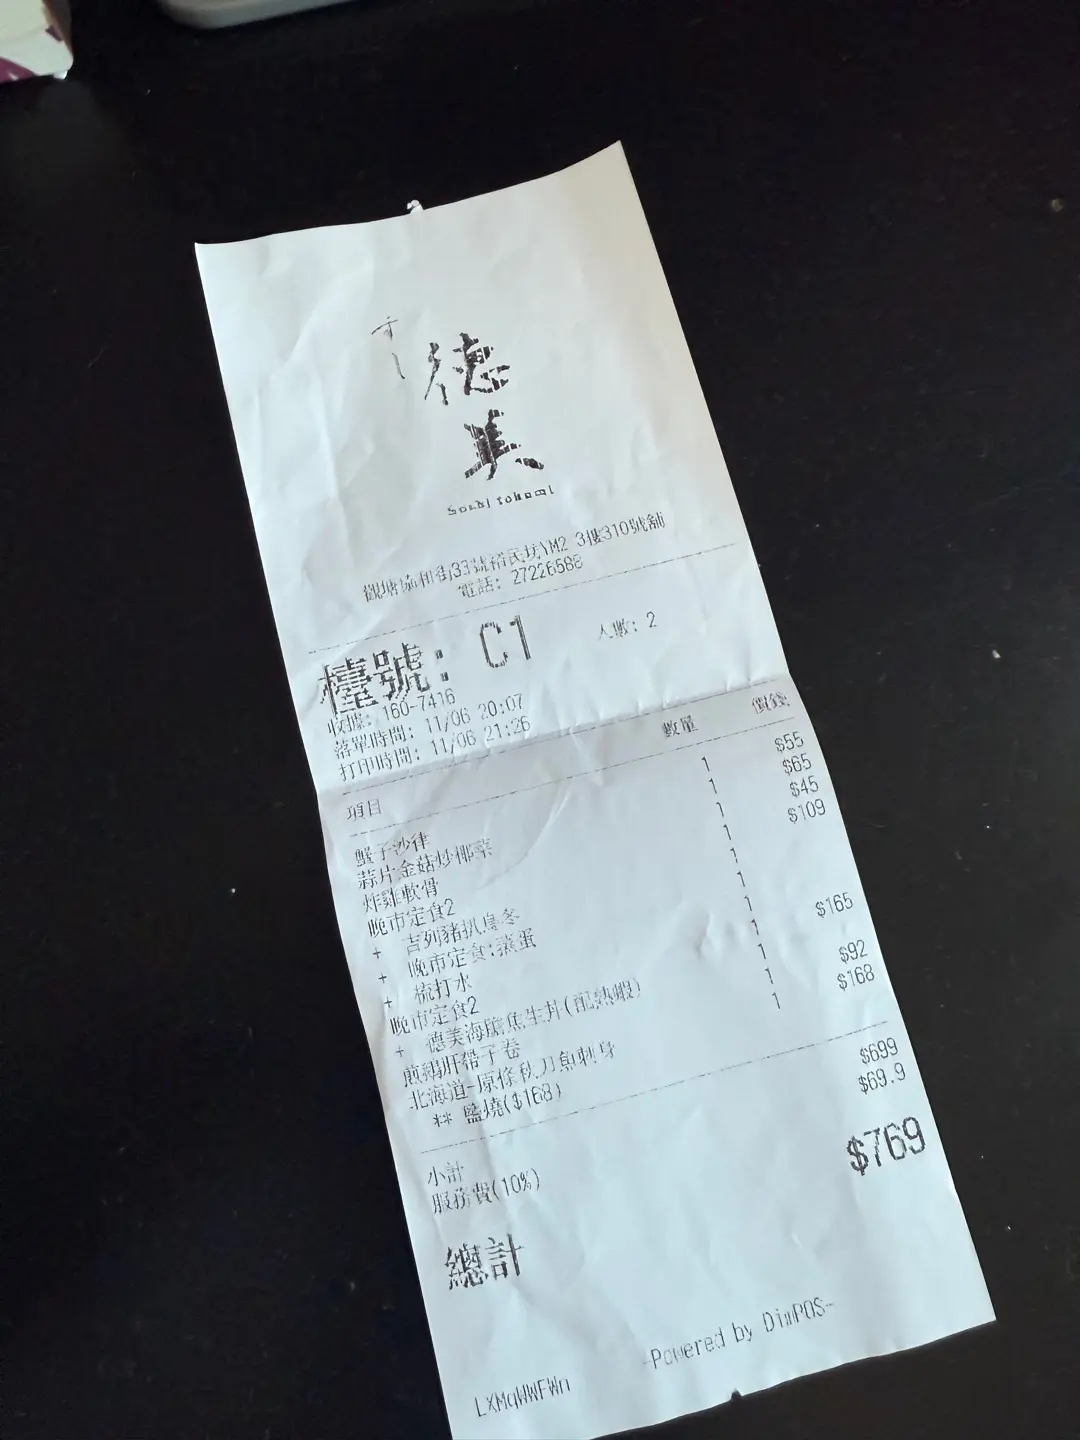 すし
德
美
Sushi tokumi
觀塘協和街33號裕民坊YM2 3樓310號舖
電話: 27226588
檯號: C1 人數: 2
收據: 160-7416
落單時間: 11/06 20:07
打印時間: 11/06 21:26
項目 數量 價錢
蟹子沙律 1 $55
蒜片金菇炒椰菜 1 $65
炸雞軟骨 1 $45
晚市定食2 1 $109
+ 吉列豬扒烏冬 1
+ 晚市定食:蒸蛋 1
+ 梳打水 1
晚市定食2 1 $165
+ 德美海膽魚生丼(配熱蝦) 1
煎鵝肝帶子卷 1 $92
北海道-原條秋刀魚刺身 1 $168
** 鹽燒($168)
小計 $699
服務費(10%) $69.9
總計 $769
-Powered by DimPOS-
LXMqWWFWn